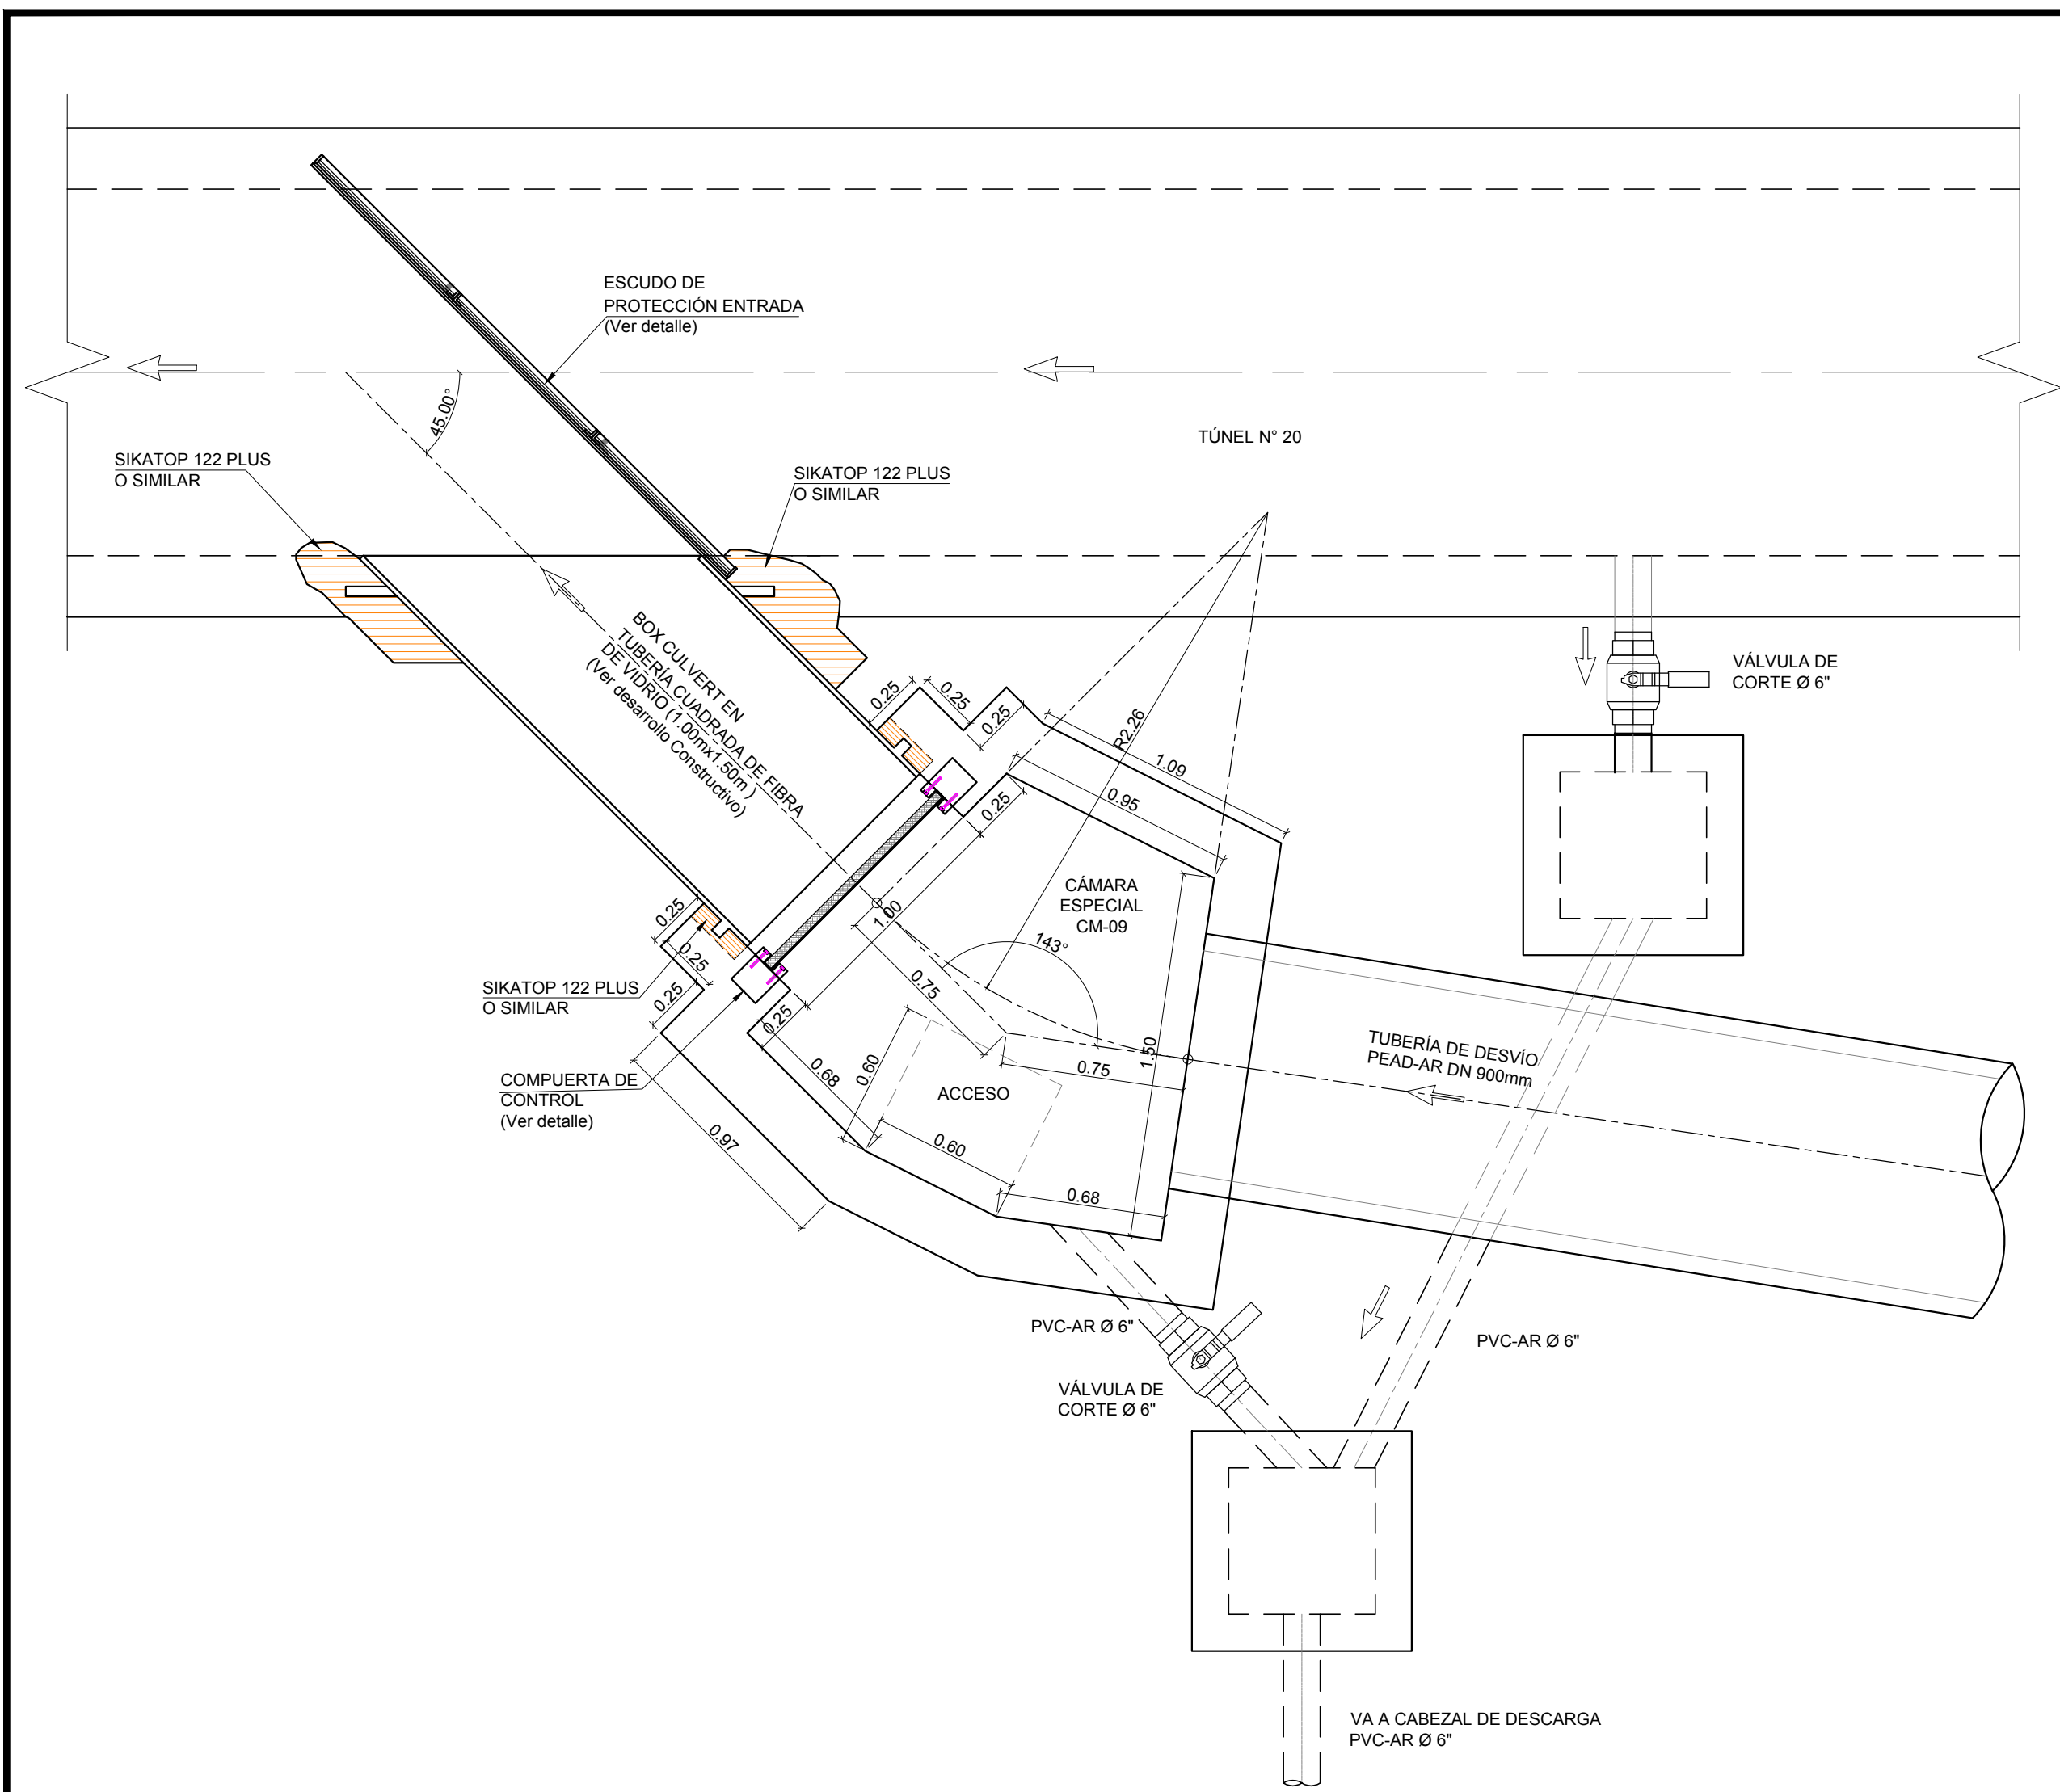 ESCUDO DE
PROTECCIÓN ENTRADA
(Ver detalle)
45.00°
TÚNEL N° 20
SIKATOP 122 PLUS
O SIMILAR
SIKATOP 122 PLUS
O SIMILAR
BOX CULVERT EN
TUBERÍA CUADRADA DE FIBRA
DE VIDRIO (1.00mx1.50m )
(Ver desarrollo Constructivo)
VÁLVULA DE
CORTE Ø 6"
0.25
0.25
0.25
R2.26
1.09
0.95
0.25
CÁMARA
ESPECIAL
CM-09
1.00
143°
0.75
0.25
0.25
0.25
0.25
SIKATOP 122 PLUS
O SIMILAR
0.68
0.60
0.75
1.50
ACCESO
TUBERÍA DE DESVÍO
PEAD-AR DN 900mm
COMPUERTA DE
CONTROL
(Ver detalle)
0.97
0.60
0.68
PVC-AR Ø 6"
PVC-AR Ø 6"
VÁLVULA DE
CORTE Ø 6"
VA A CABEZAL DE DESCARGA
PVC-AR Ø 6"